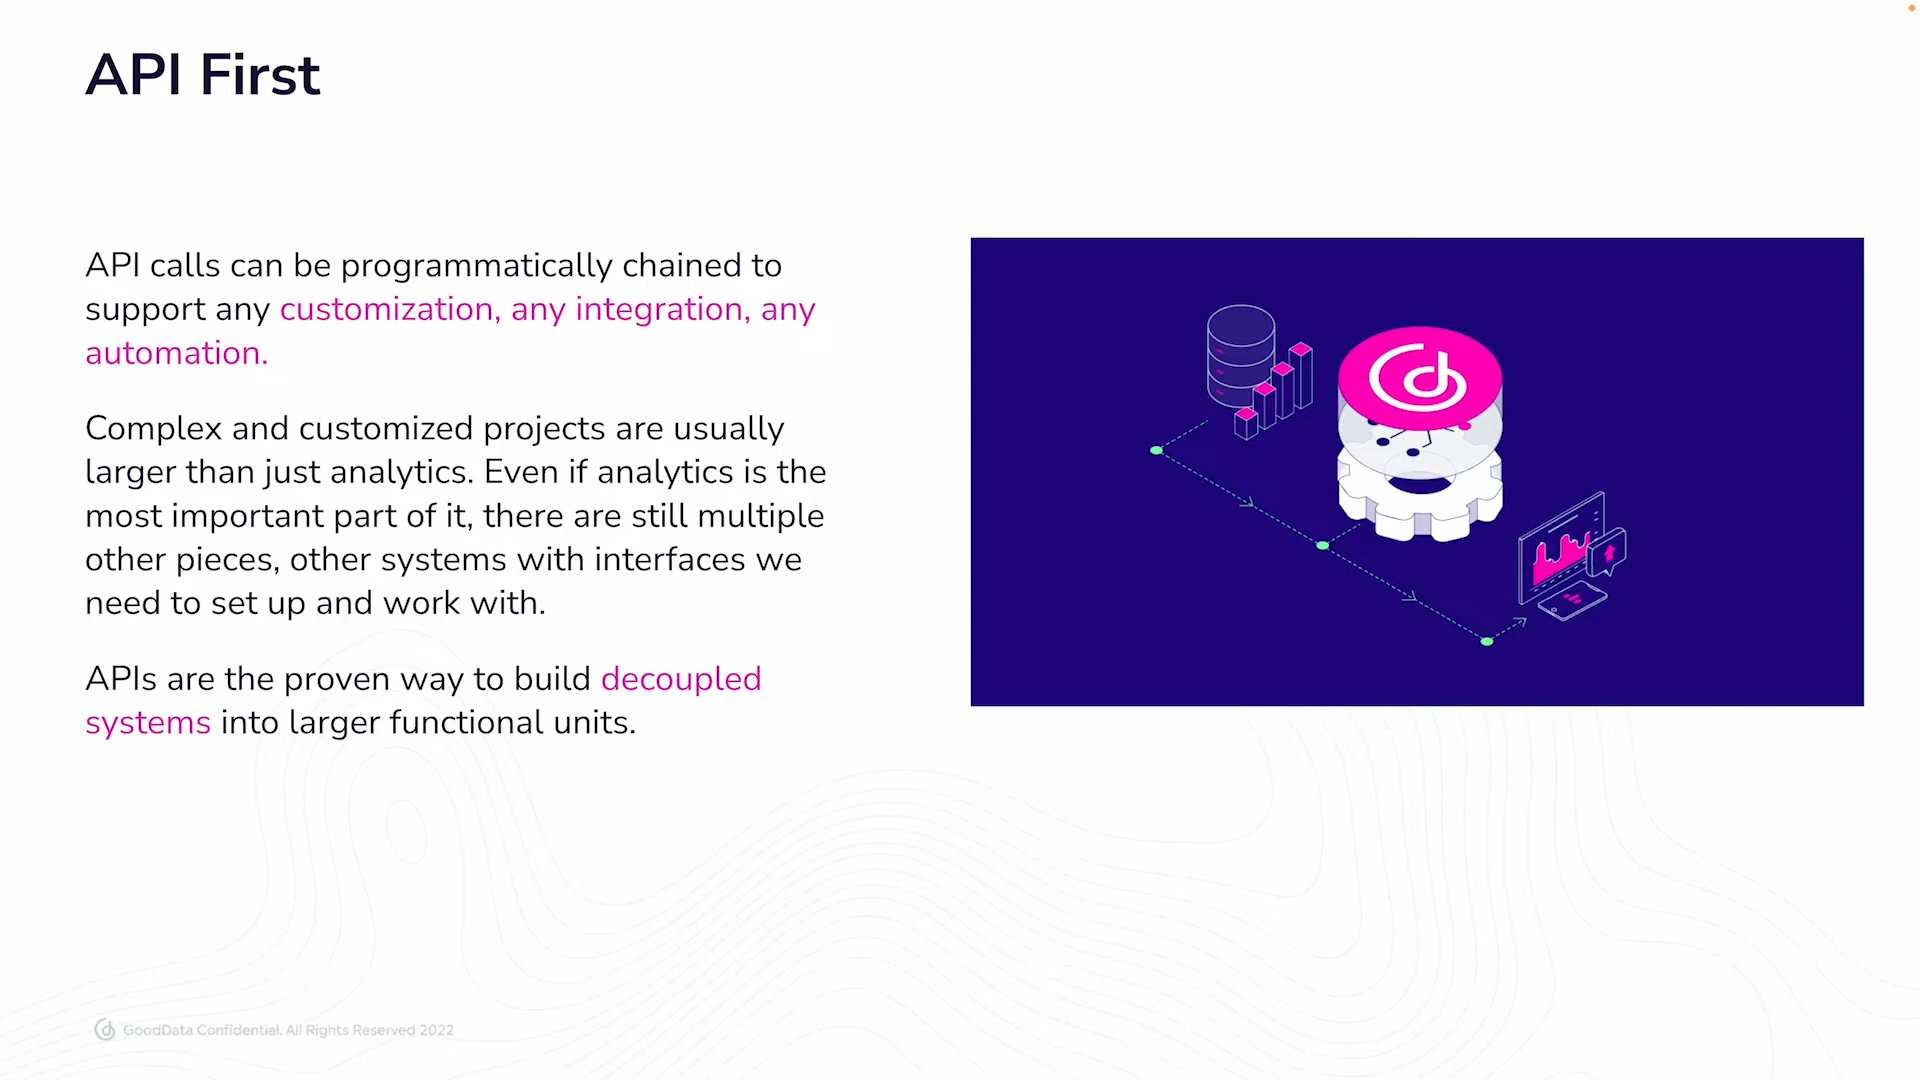 API First
API calls can be programmatically chained to
support any customization, any integration, any
automation.
Complex and customized projects are usually
larger than just analytics. Even if analytics is the
most important part of it, there are still multiple
other pieces, other systems with interfaces we
need to set up and work with.
APIs are the proven way to build decoupled
systems into larger functional units.
GoodData Confidential. All Rights Reserved 2022